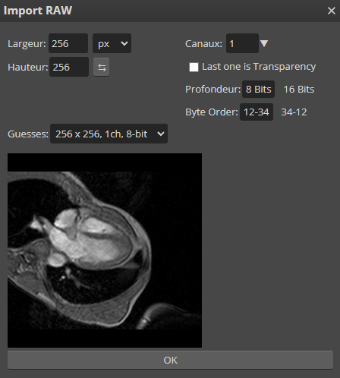 Import RAW
Largeur: 256 px
Canaux: 1
Hauteur: 256
Last one is Transparency
Profondeur: 8 Bits 16 Bits
Byte Order: 12-34 34-12
Guesses: 256 x 256, 1ch, 8-bit
OK